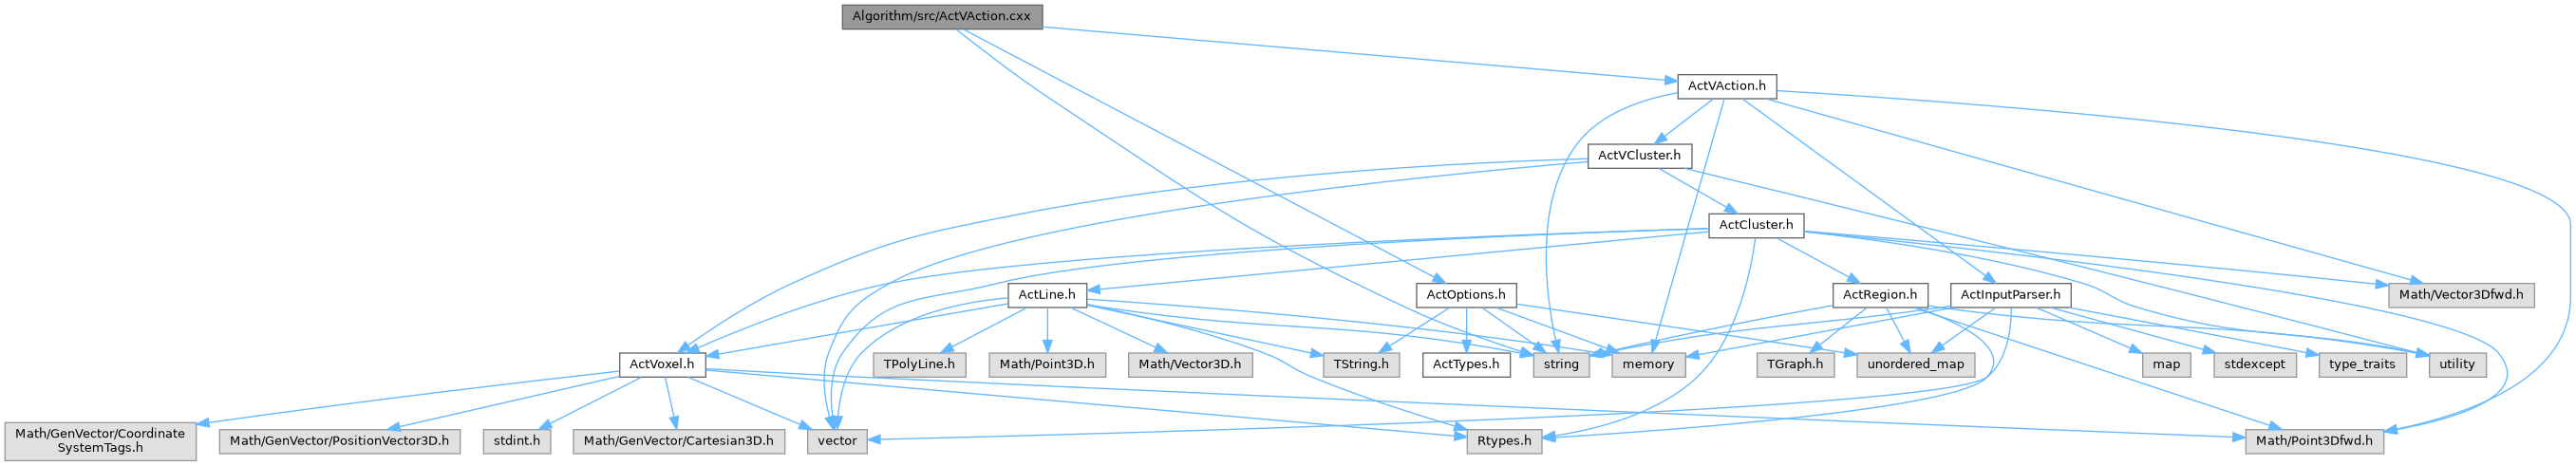 Algorithm/src/ActVAction.cxx
ActVAction.h
ActVCluster.h
ActCluster.h
ActLine.h
ActOptions.h
ActRegion.h
ActInputParser.h
Math/Vector3Dfwd.h
ActVoxel.h
TPolyLine.h
Math/Point3D.h
Math/Vector3D.h
TString.h
ActTypes.h
string
memory
TGraph.h
unordered_map
map
stdexcept
type_traits
utility
Math/GenVector/Coordinate
SystemTags.h
Math/GenVector/PositionVector3D.h
stdint.h
Math/GenVector/Cartesian3D.h
vector
Rtypes.h
Math/Point3Dfwd.h